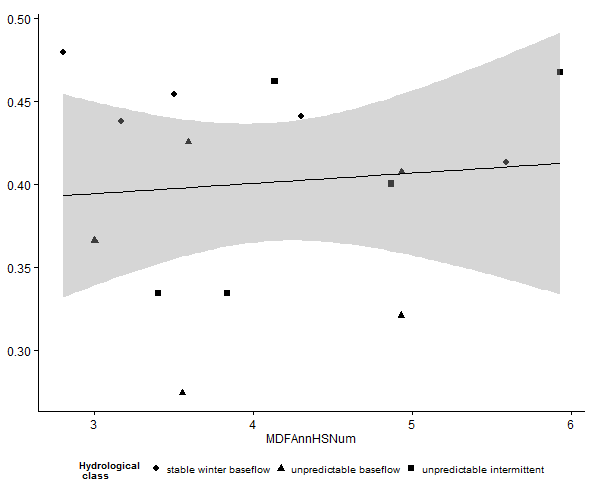 0.50
0.45
0.40
0.35
0.30
3 4 5 6
MDFAnnHSNum
Hydrological
class
stable winter baseflow unpredictable baseflow unpredictable intermittent